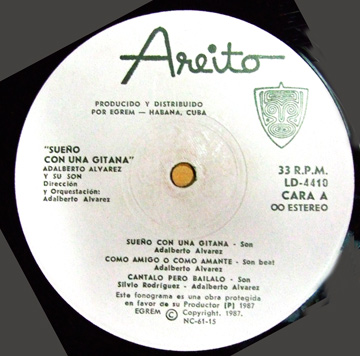 Areito
PRODUCIDO Y DISTRIBUIDO
POR EGREM — HABANA, CUBA
"SUEÑO
CON UNA GITANA"
ADALBERTO ALVAREZ
Y SU SON
Dirección
y Orquestación:
Adalberto Alvarez
33 R.P.M.
LD-4410
CARA A
OO ESTEREO
SUEÑO CON UNA GITANA - Son
Adalberto Alvarez
COMO AMIGO O COMO AMANTE - Son beat
Adalberto Alvarez
CANTALO PERO BAILALO - Son
Silvio Rodríguez - Adalberto Alvarez
Este fonograma es una obra protegida
en favor de su Productor [P] 1987
EGREM © Copyright. 1987.
NC-61-15